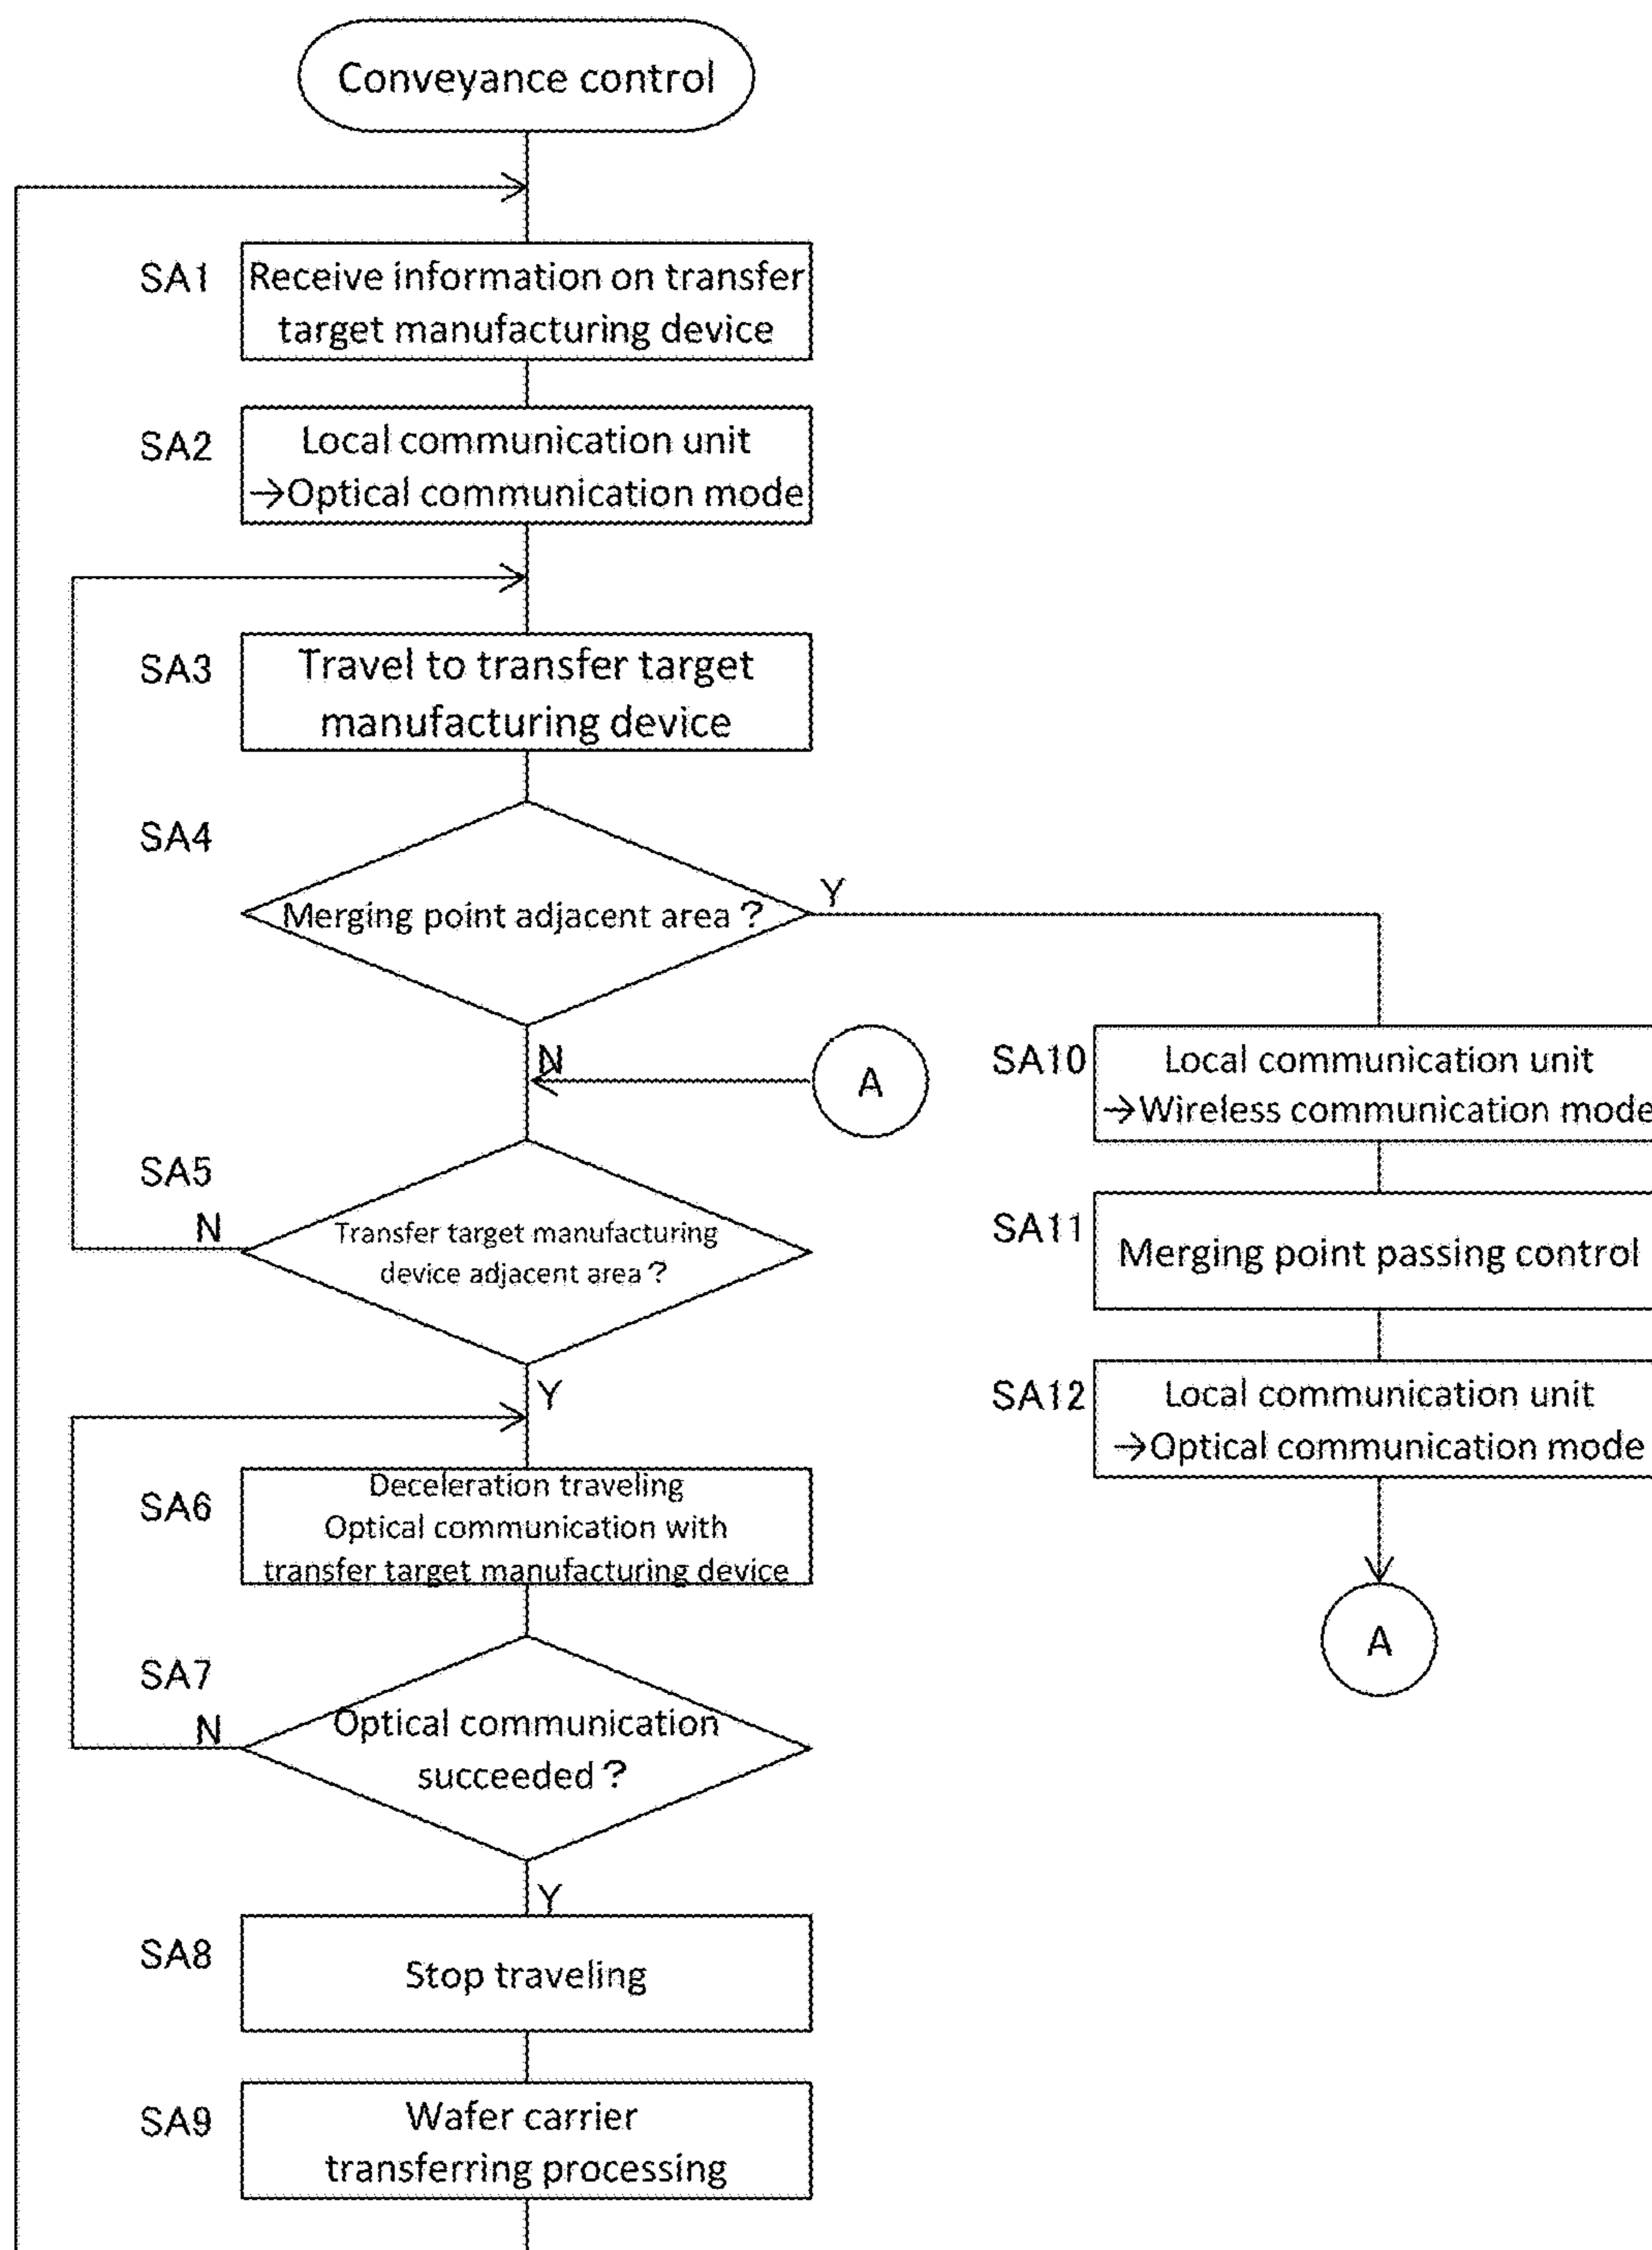 Conveyance control
SA1
Receive information on transfer
target manufacturing device
SA2
Local communication unit
→Optical communication mode
SA3
Travel to transfer target
manufacturing device
SA4
Merging point adjacent area ?
Y
N
A
SA5
N
Transfer target manufacturing
device adjacent area ?
Y
SA6
Deceleration traveling
Optical communication with
transfer target manufacturing device
SA7
N
Optical communication
succeeded ?
Y
SA8
Stop traveling
SA9
Wafer carrier
transferring processing
SA10
Local communication unit
→Wireless communication mode
SA11
Merging point passing control
SA12
Local communication unit
→Optical communication mode
A